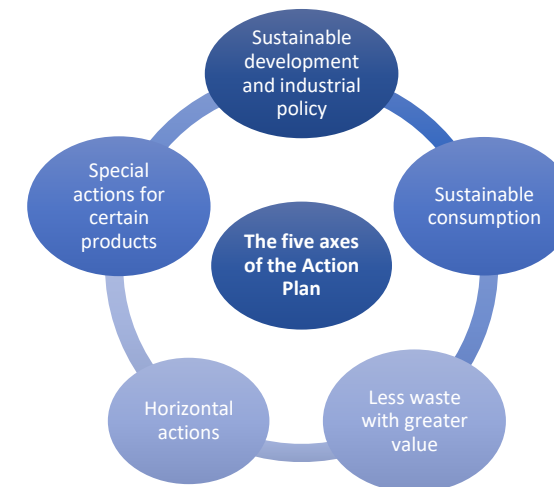 Sustainable
development
and industrial
policy
Sustainable
consumption
Less waste
with greater
value
Horizontal
actions
Special
actions for
certain
products
The five axes
of the Action
Plan